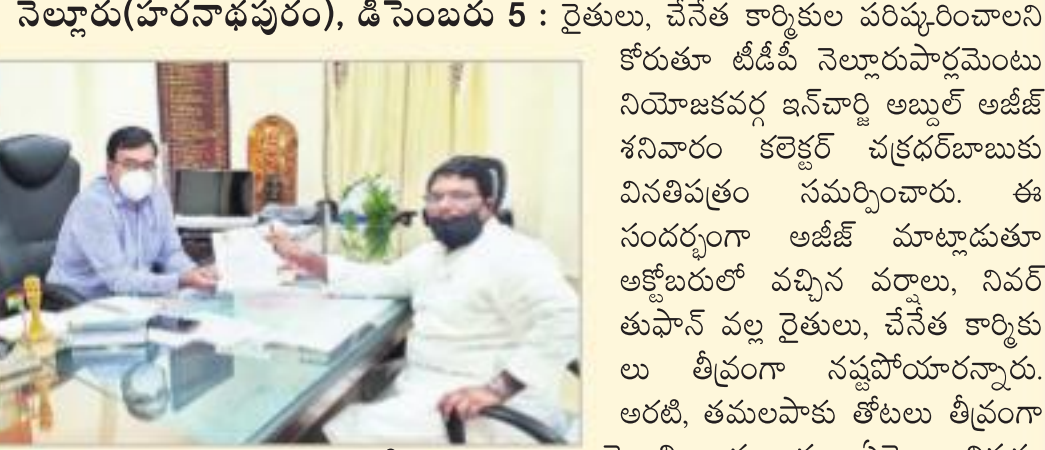 నెల్లూరు(హరనాథపురం), డిసెంబరు 5 : రైతులు, చేనేత కార్మికుల పరిష్కరించాలని
కోరుతూ టీడీపీ నెల్లూరుపార్లమెంటు
నియోజకవర్గ ఇన్‌చార్జి అబ్దుల్ అజీజ్
శనివారం కలెక్టర్ చక్రధర్‌బాబుకు
వినతిపత్రం సమర్పించారు. ఈ
సందర్భంగా అజీజ్ మాట్లాడుతూ
అక్టోబరులో వచ్చిన వర్షాలు, నివర్
తుఫాన్ వల్ల రైతులు, చేనేత కార్మికు
లు తీవ్రంగా నష్టపోయారన్నారు.
అరటి, తమలపాకు తోటలు తీవ్రంగా